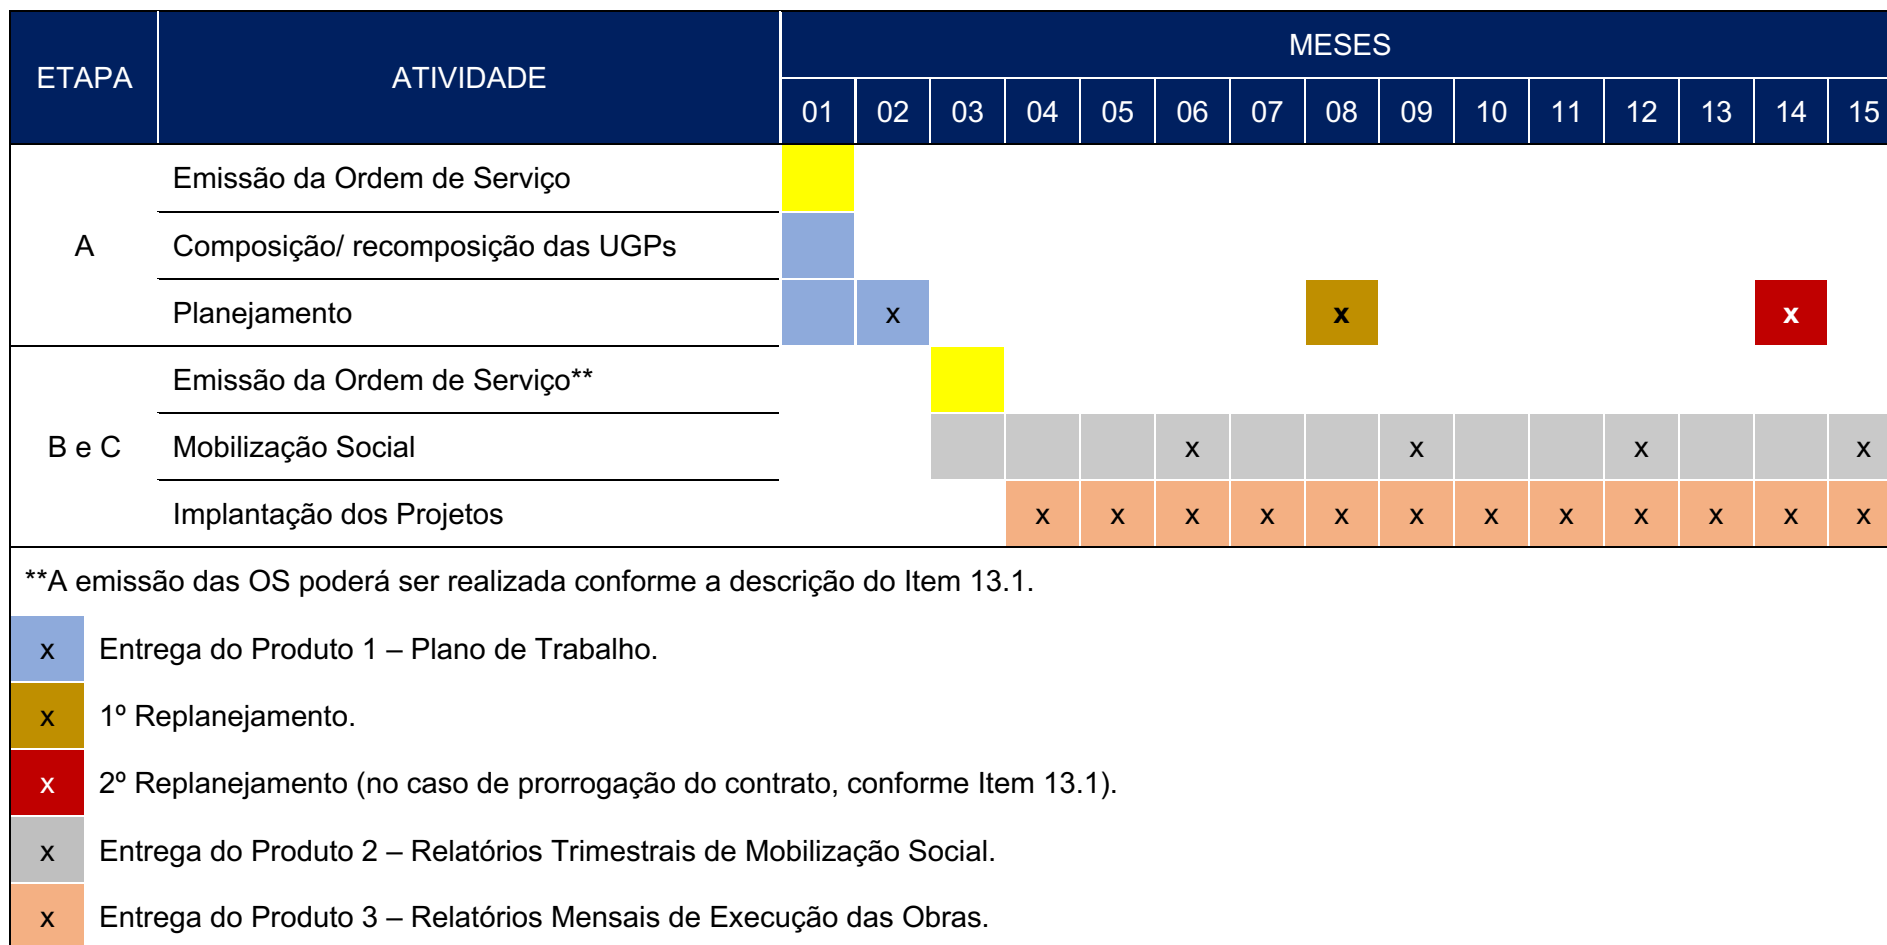 ETAPA ATIVIDADE MESES
01 02 03 04 05 06 07 08 09 10 11 12 13 14 15
A
Emissão da Ordem de Serviço
Composição/ recomposição das UGPs
Planejamento x x x
B e C
Emissão da Ordem de Serviço**
Mobilização Social x x x x
Implantação dos Projetos x x x x x x x x x x x x
**A emissão das OS poderá ser realizada conforme a descrição do Item 13.1.
x Entrega do Produto 1 – Plano de Trabalho.
x 1º Replanejamento.
x 2º Replanejamento (no caso de prorrogação do contrato, conforme Item 13.1).
x Entrega do Produto 2 – Relatórios Trimestrais de Mobilização Social.
x Entrega do Produto 3 – Relatórios Mensais de Execução das Obras.